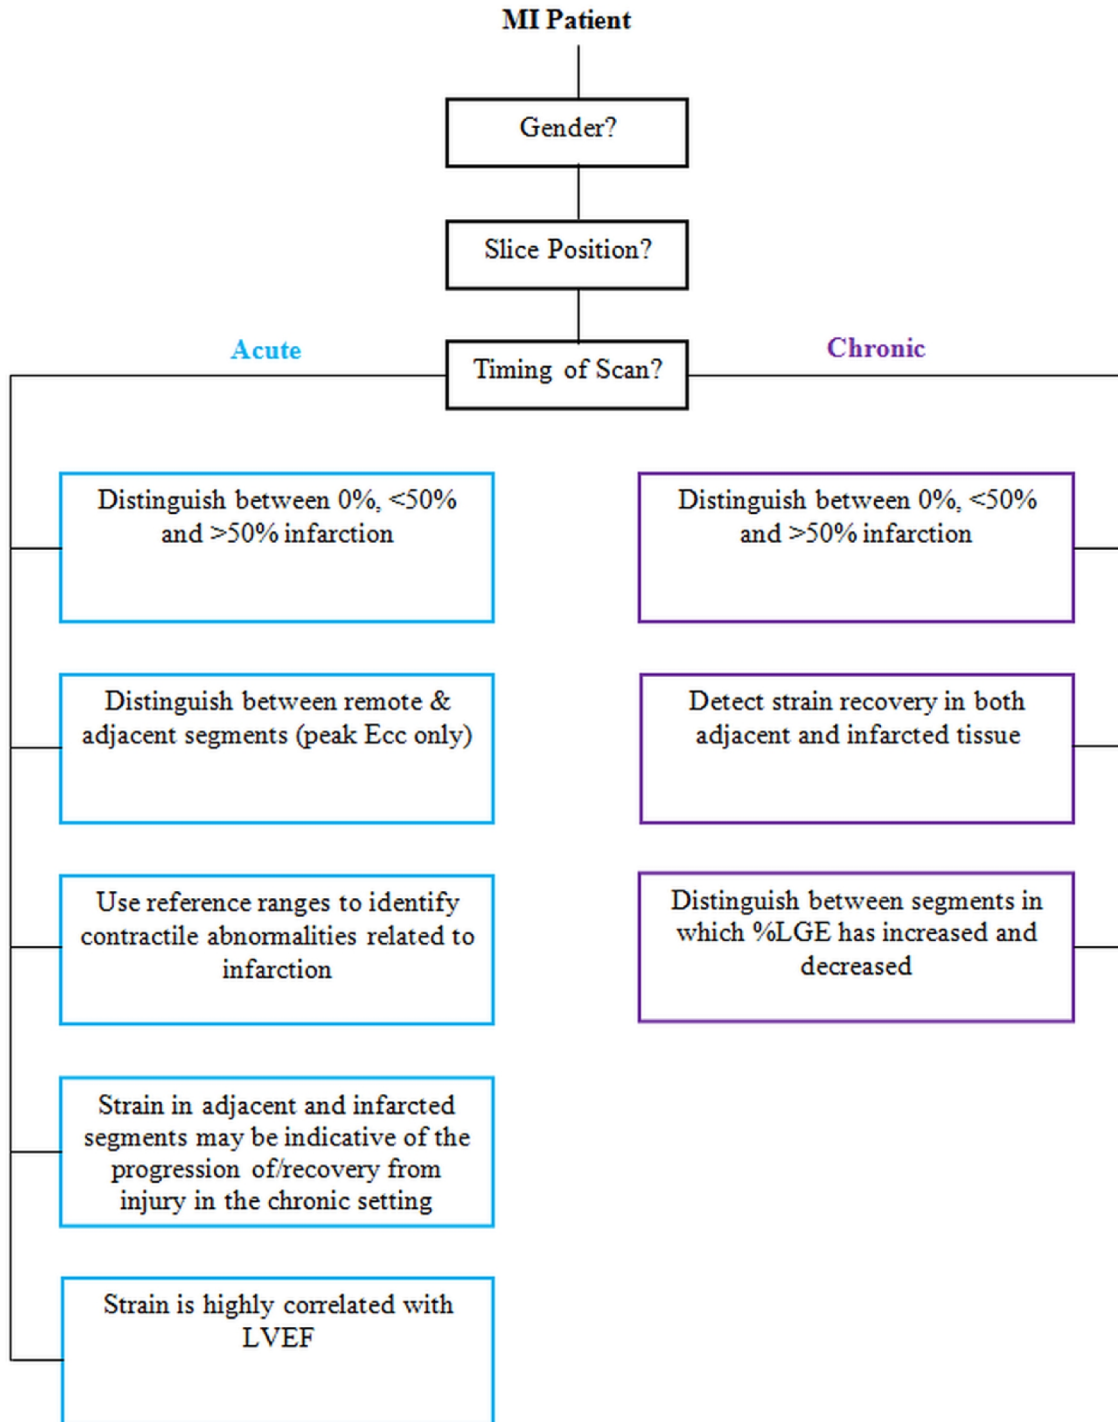 MI Patient
Gender?
Slice Position?
Timing of Scan?
Acute
Chronic
Distinguish between 0%, <50%
and >50% infarction
Distinguish between remote &
adjacent segments (peak Ecc only)
Use reference ranges to identify
contractile abnormalities related to
infarction
Strain in adjacent and infarcted
segments may be indicative of the
progression of/recovery from
injury in the chronic setting
Strain is highly correlated with
LVEF
Distinguish between 0%, <50%
and >50% infarction
Detect strain recovery in both
adjacent and infarcted tissue
Distinguish between segments in
which %LGE has increased and
decreased